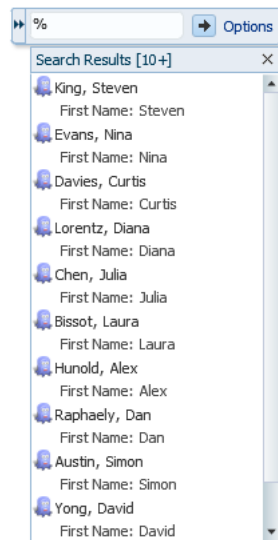 %
Options
Search Results [10+]
King, Steven
First Name: Steven
Evans, Nina
First Name: Nina
Davies, Curtis
First Name: Curtis
Lorentz, Diana
First Name: Diana
Chen, Julia
First Name: Julia
Bissot, Laura
First Name: Laura
Hunold, Alex
First Name: Alex
Raphaely, Dan
First Name: Dan
Austin, Simon
First Name: Simon
Yong, David
First Name: David